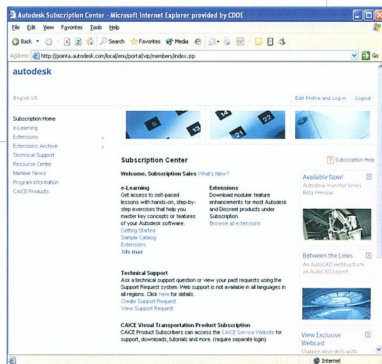 Autodesk Subscription Center - Microsoft Internet Explorer provided by CDOE
File Edit View Favorites Tools Help
Back Search Favorites Media
Address http://pointa.autodesk.com/local/enu/portal/vip/members/index.jsp Go
autodesk
English US
Edit Profile and Log in Logout
Subscription Home
e-Learning
Extensions
Extensions Archive
Technical Support
Resource Center
Member News
Program Information
CAiCE Products
Subscription Center
Subscription Help
Welcome, Subscription Sales What's New?
e-Learning
Get access to self-paced
lessons with hands-on, step-by-
step exercises that help you
master key concepts or features
of your Autodesk software.
Getting Started
Sample Catalog
Extensions
3ds max
Extensions
Download modular feature
enhancements for most Autodesk
and Discreet products under
Subscription.
Browse all extensions
Technical Support
Ask a technical support question or view your past requests using the
Support Request system. Web support is not available in all languages in
all regions. Click here for details.
Create Support Request
View Support Request
CAiCE Visual Transportation Product Subscription
CAiCE Product Subscribers can access the CAiCE Service Website for
support, downloads, tutorials and more. (require separate login)
Available Now!
Autodesk Inventor Series
Beta Preview
Between the Lines
An AutoCAD weblog from
an AutoCAD Expert
View Exclusive
Webcast
Sharpen your skills with
Internet